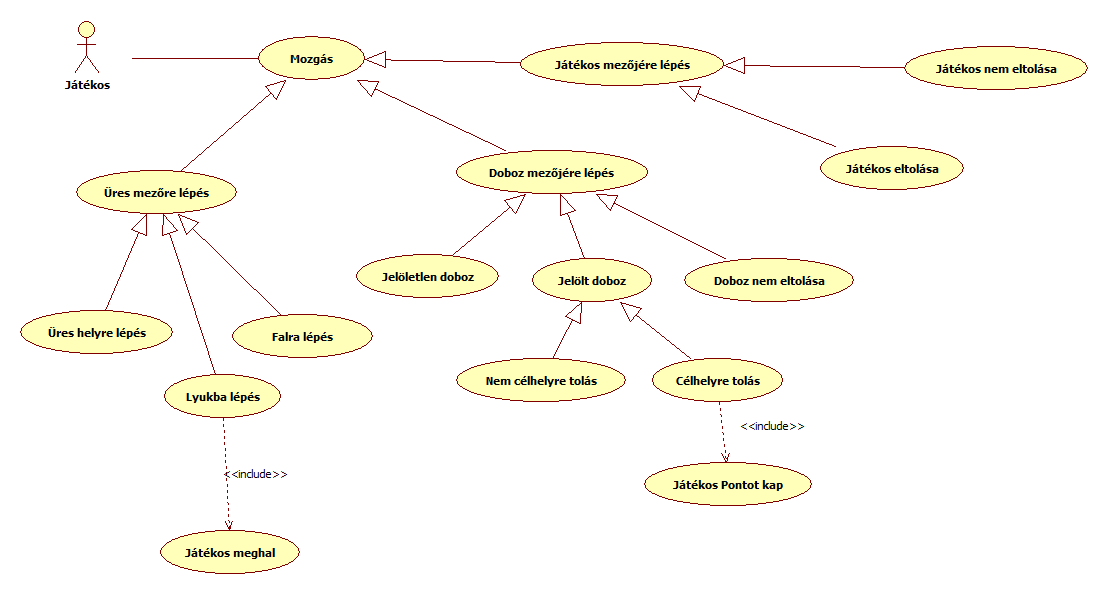 Játékos
Mozgás
Játékos mezőjére lépés
Játékos nem eltolása
Játékos eltolása
Üres mezőre lépés
Doboz mezőjére lépés
Jelöletlen doboz
Jelölt doboz
Doboz nem eltolása
Üres helyre lépés
Falra lépés
Lyukba lépés
Nem célhelyre tolás
Célhelyre tolás
<<include>>
<<include>>
Játékos Pontot kap
Játékos meghal